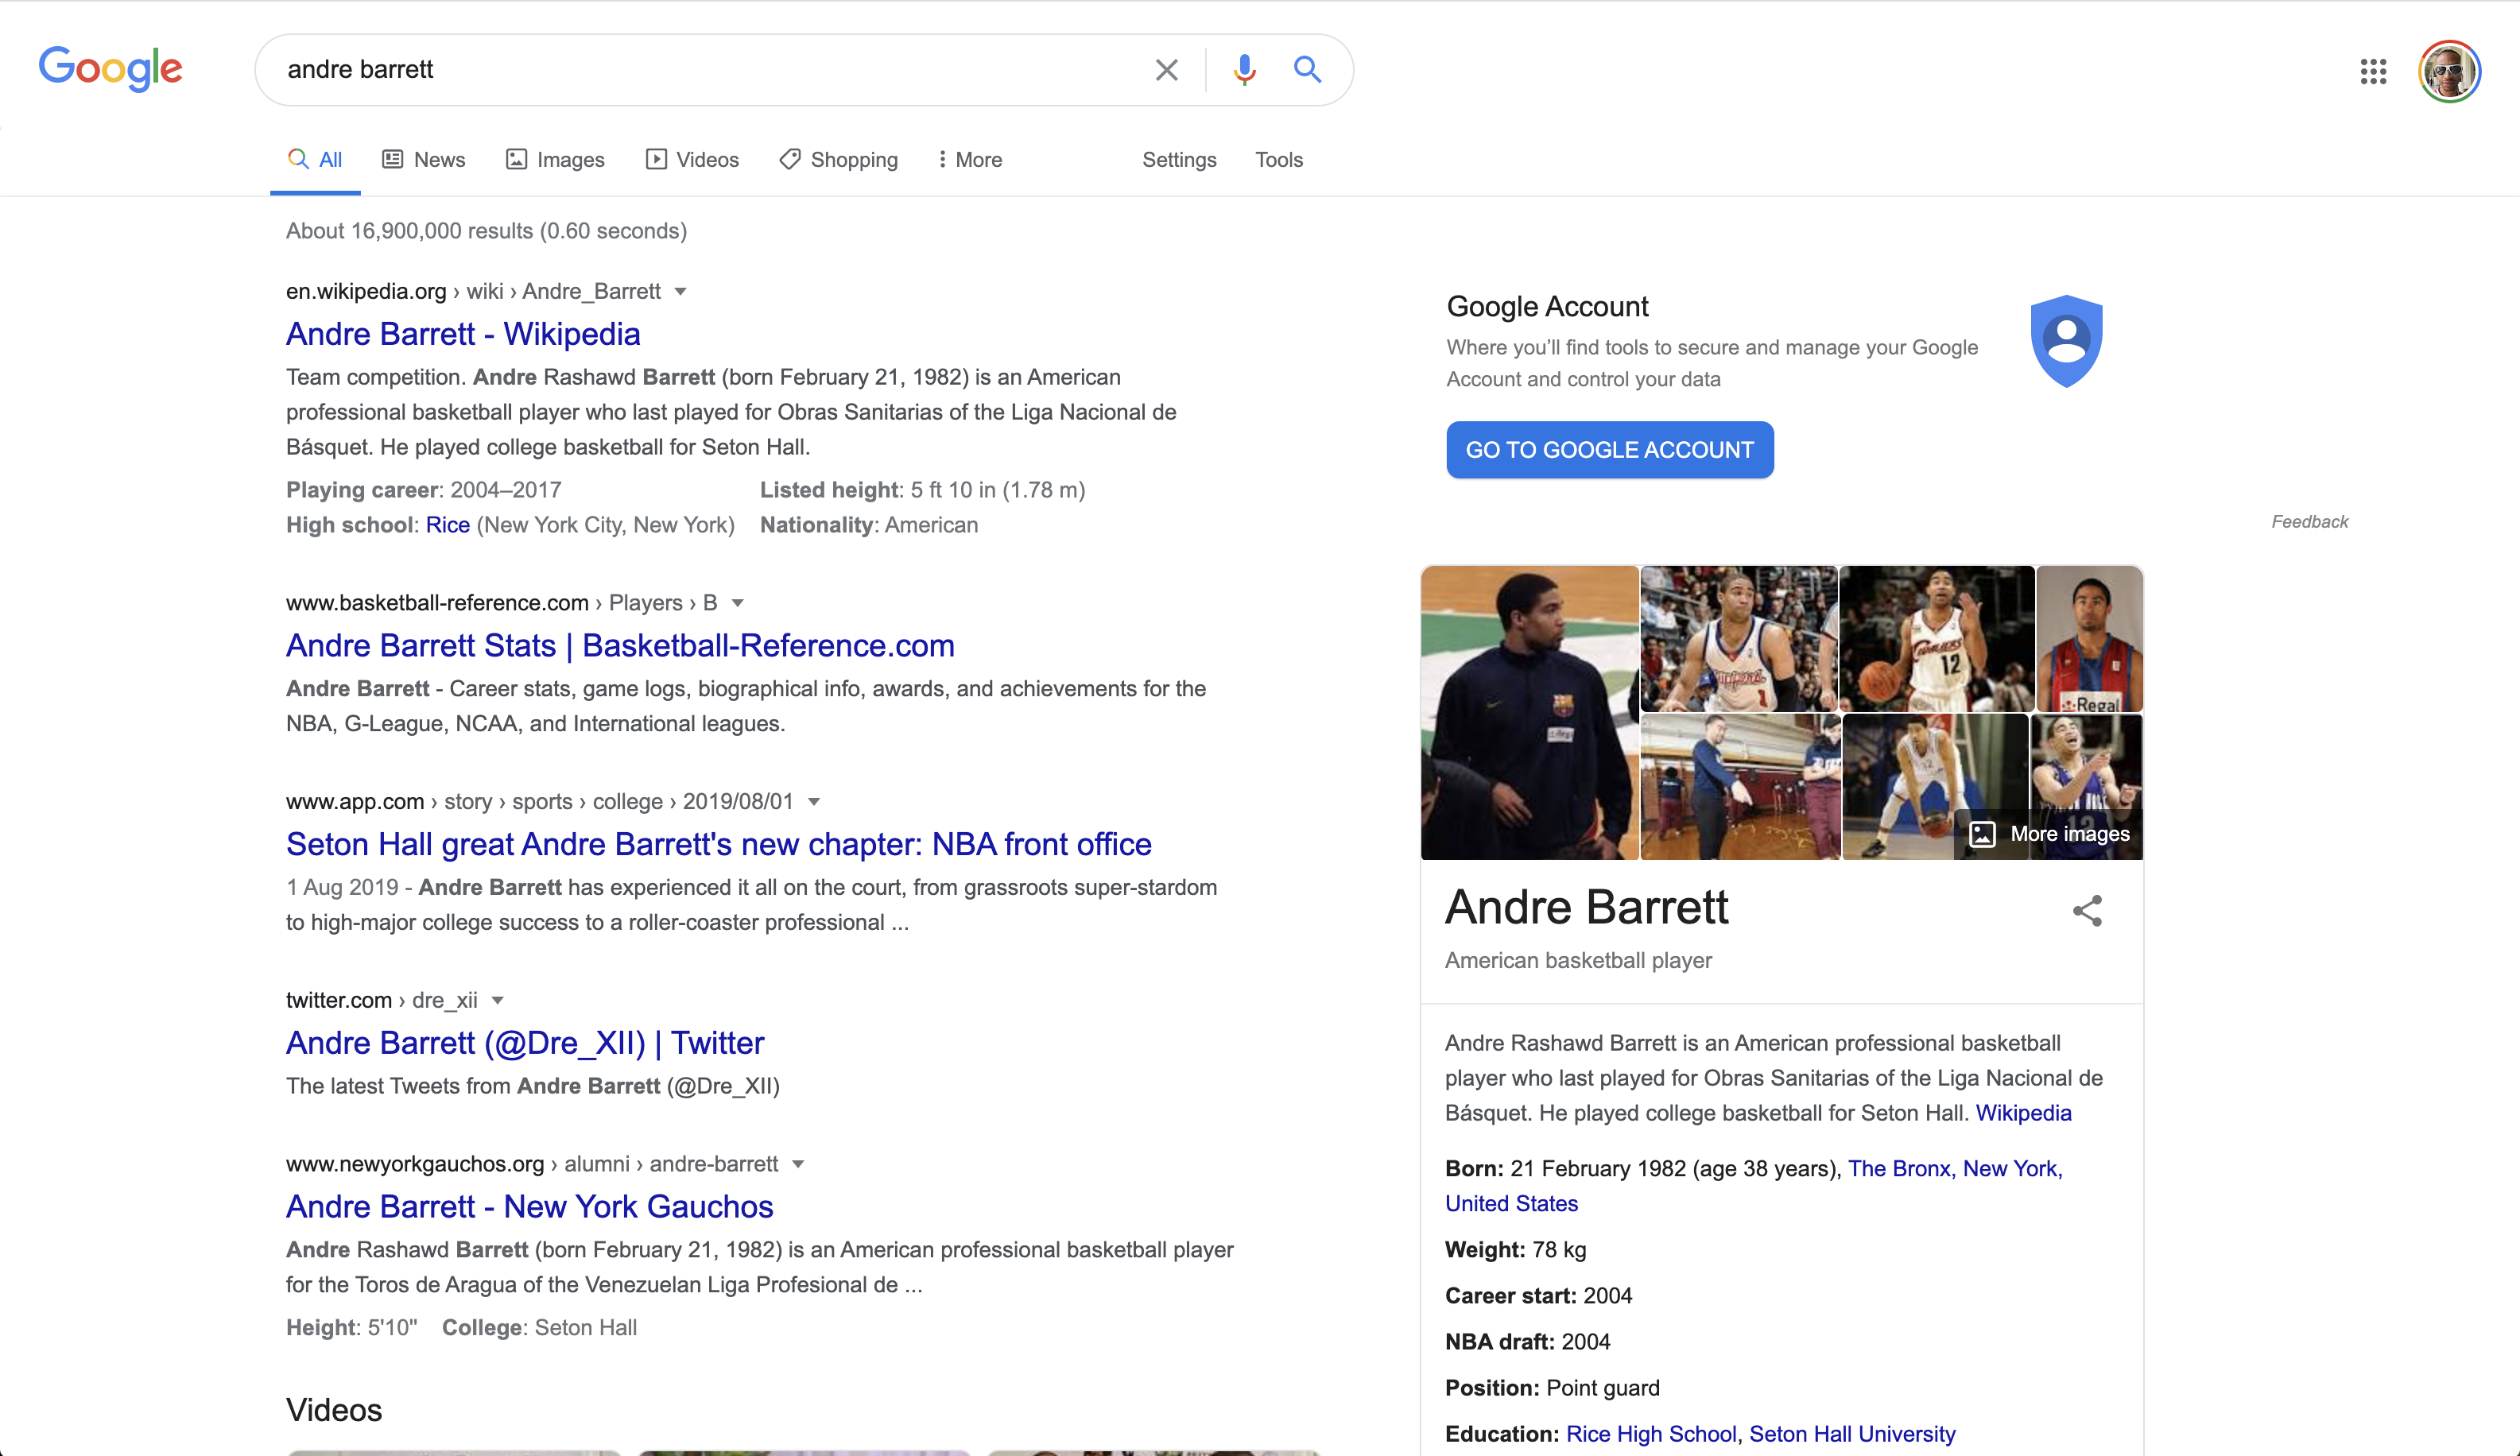 Google
andre barrett
All
News
Images
Videos
Shopping
More
Settings
Tools
About 16,900,000 results (0.60 seconds)
en.wikipedia.org › wiki › Andre_Barrett
Andre Barrett - Wikipedia
Team competition. Andre Rashawd Barrett (born February 21, 1982) is an American
professional basketball player who last played for Obras Sanitarias of the Liga Nacional de
Básquet. He played college basketball for Seton Hall.
Playing career: 2004–2017
Listed height: 5 ft 10 in (1.78 m)
High school: Rice (New York City, New York)
Nationality: American
www.basketball-reference.com › Players › B
Andre Barrett Stats | Basketball-Reference.com
Andre Barrett - Career stats, game logs, biographical info, awards, and achievements for the
NBA, G-League, NCAA, and International leagues.
www.app.com › story › sports › college › 2019/08/01
Seton Hall great Andre Barrett's new chapter: NBA front office
1 Aug 2019 - Andre Barrett has experienced it all on the court, from grassroots super-stardom
to high-major college success to a roller-coaster professional ...
twitter.com › dre_xii
Andre Barrett (@Dre_XII) | Twitter
The latest Tweets from Andre Barrett (@Dre_XII)
www.newyorkgauchos.org › alumni › andre-barrett
Andre Barrett - New York Gauchos
Andre Rashawd Barrett (born February 21, 1982) is an American professional basketball player
for the Toros de Aragua of the Venezuelan Liga Profesional de ...
Height: 5'10" College: Seton Hall
Videos
Google Account
Where you'll find tools to secure and manage your Google
Account and control your data
GO TO GOOGLE ACCOUNT
Feedback
1
12
Regal
More images
Andre Barrett
American basketball player
Andre Rashawd Barrett is an American professional basketball
player who last played for Obras Sanitarias of the Liga Nacional de
Básquet. He played college basketball for Seton Hall. Wikipedia
Born: 21 February 1982 (age 38 years), The Bronx, New York,
United States
Weight: 78 kg
Career start: 2004
NBA draft: 2004
Position: Point guard
Education: Rice High School, Seton Hall University